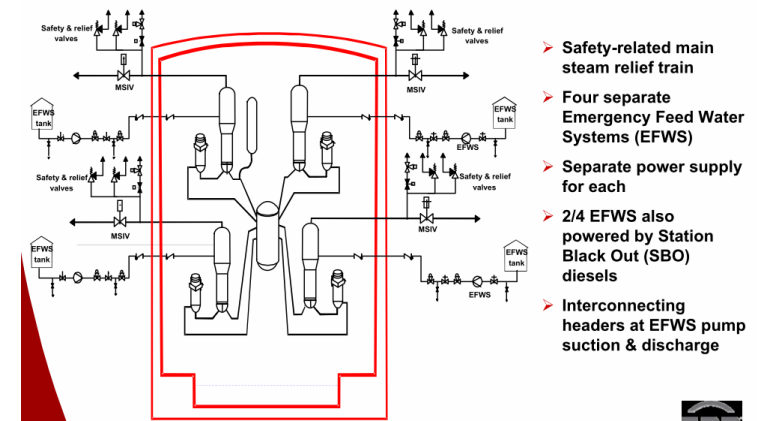 Safety & relief
valves
MSIV
EFWS
tank
Safety & relief
valves
MSIV
EFWS
tank
Safety & relief
valves
MSIV
EFWS
tank
EFWS
Safety & relief
valves
MSIV
EFWS
tank
EFWS
Safety-related main
steam relief train
Four separate
Emergency Feed Water
Systems (EFWS)
Separate power supply
for each
2/4 EFWS also
powered by Station
Black Out (SBO)
diesels
Interconnecting
headers at EFWS pump
suction & discharge